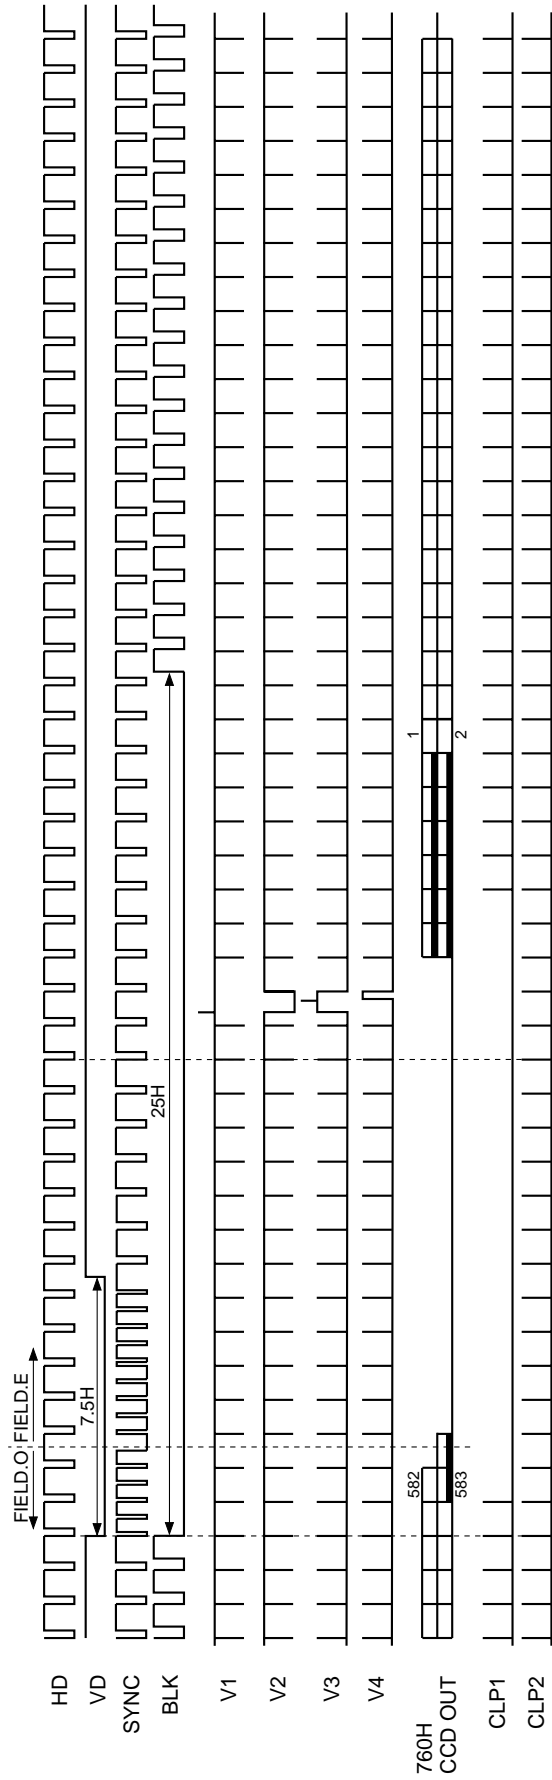 FIELD.O FIELD.E
HD
VD
7.5H
SYNC
BLK
25H
V1
V2
V3
V4
760H
CCD OUT
582
583
1
2
CLP1
CLP2